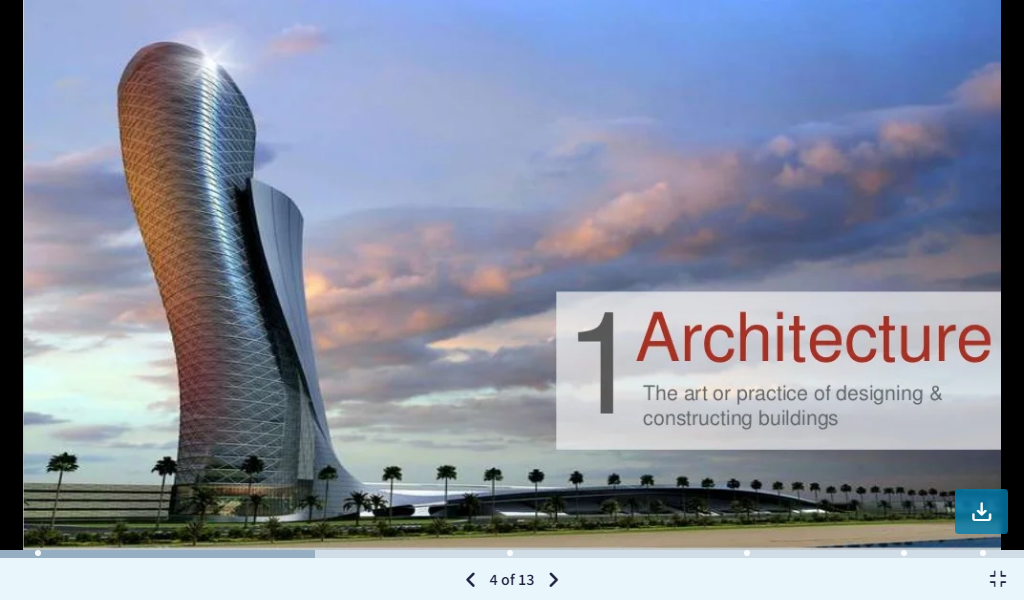 1
Architecture
The art or practice of designing &
constructing buildings
4 of 13